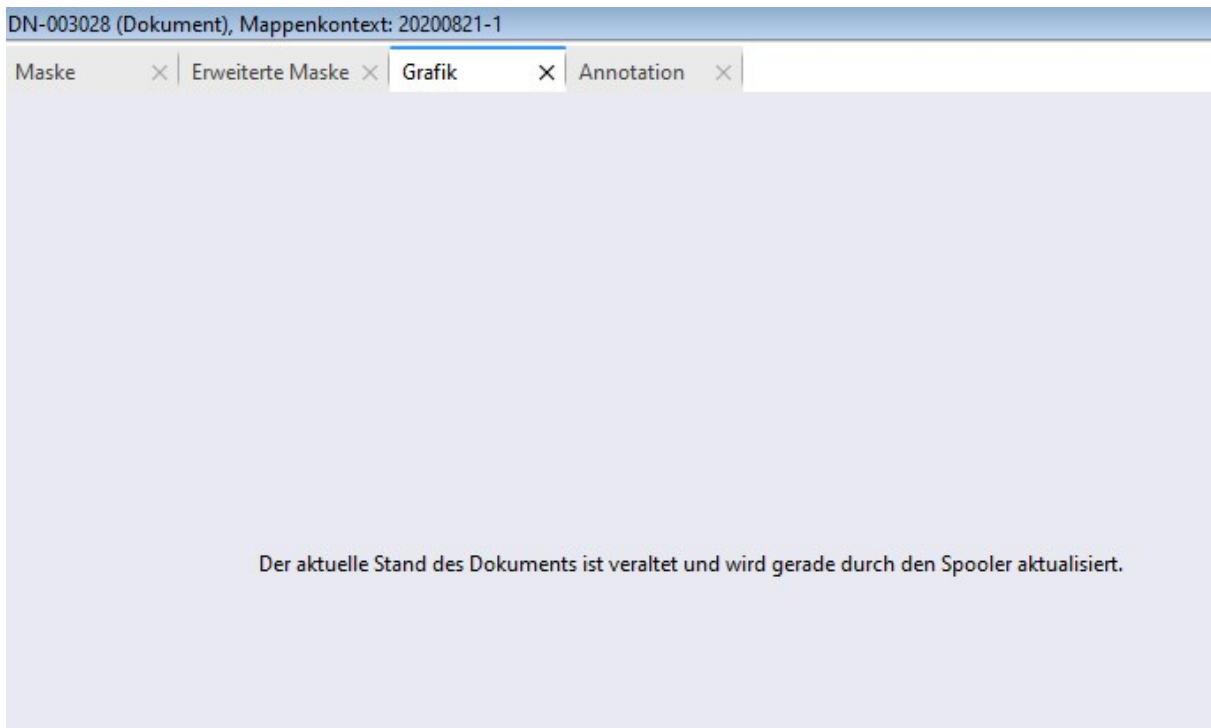 DN-003028 (Dokument), Mappenkontext: 20200821-1
Maske Erweiterte Maske Grafik Annotation
Der aktuelle Stand des Dokuments ist veraltet und wird gerade durch den Spooler aktualisiert.